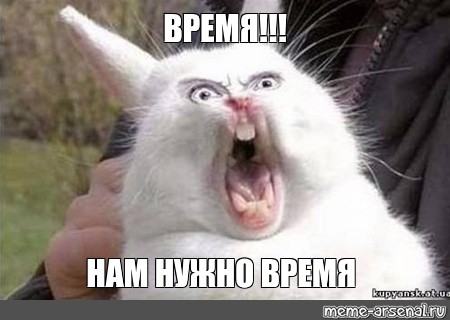 ВРЕМЯ!!!
НАМ НУЖНО ВРЕМЯ
kupyansk.at.ua
meme-arsenal.ru